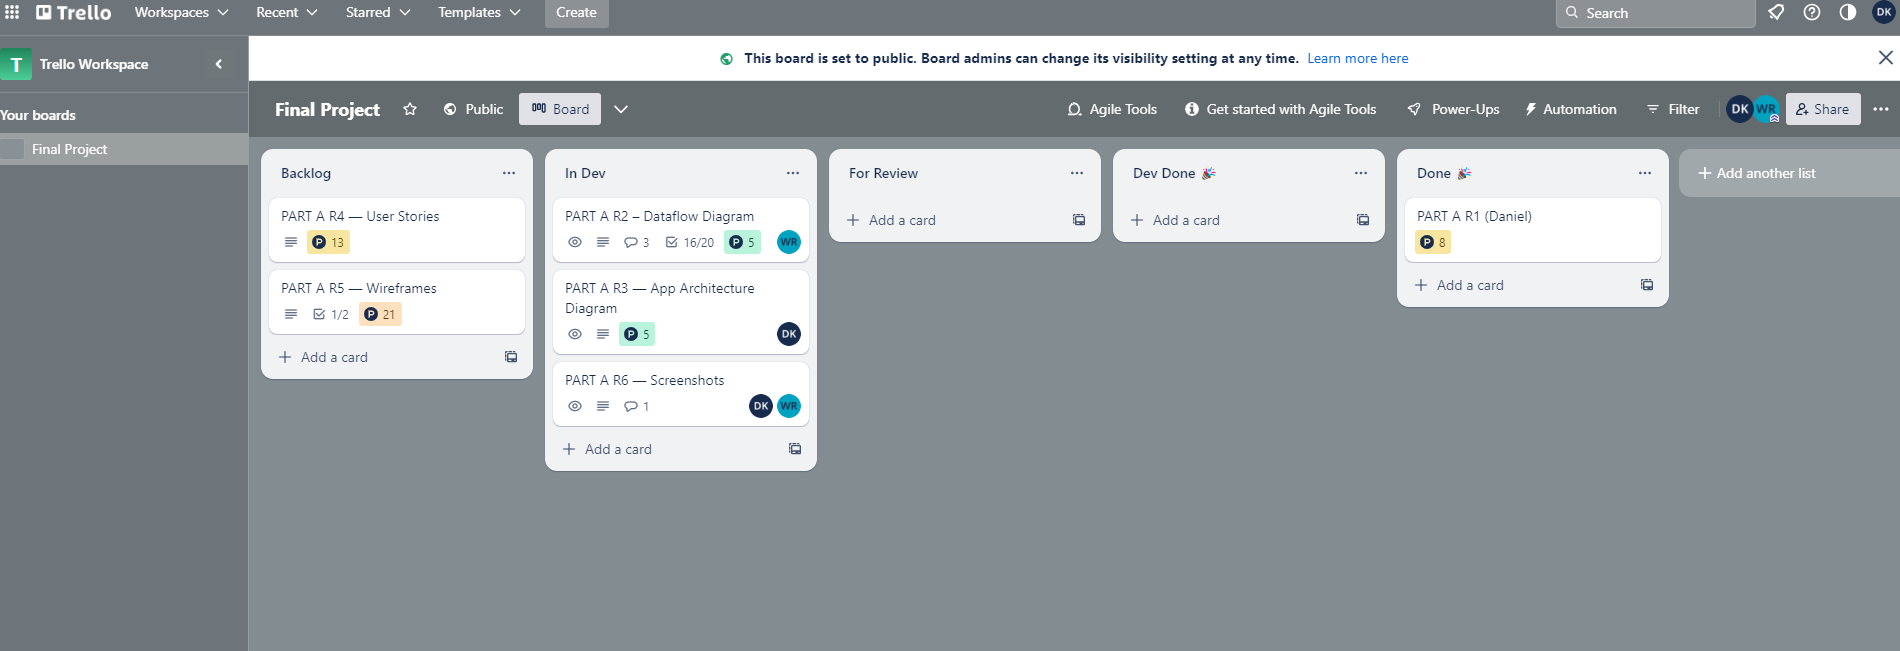 Trello
Workspaces
Recent
Starred
Templates
Create
Search
DK
T
Trello Workspace
Your boards
Final Project
This board is set to public. Board admins can change its visibility setting at any time. Learn more here
Final Project
Public
Board
Agile Tools
Get started with Agile Tools
Power-Ups
Automation
Filter
DK
WR
Share
Backlog
PART A R4 — User Stories
P 13
PART A R5 — Wireframes
1/2
P 21
Add a card
In Dev
PART A R2 – Dataflow Diagram
3
16/20
P 5
WR
PART A R3 — App Architecture
Diagram
P 5
DK
PART A R6 — Screenshots
1
DK
WR
Add a card
For Review
Add a card
Dev Done 🎉
Add a card
Done 🎉
PART A R1 (Daniel)
P 8
Add a card
Add another list